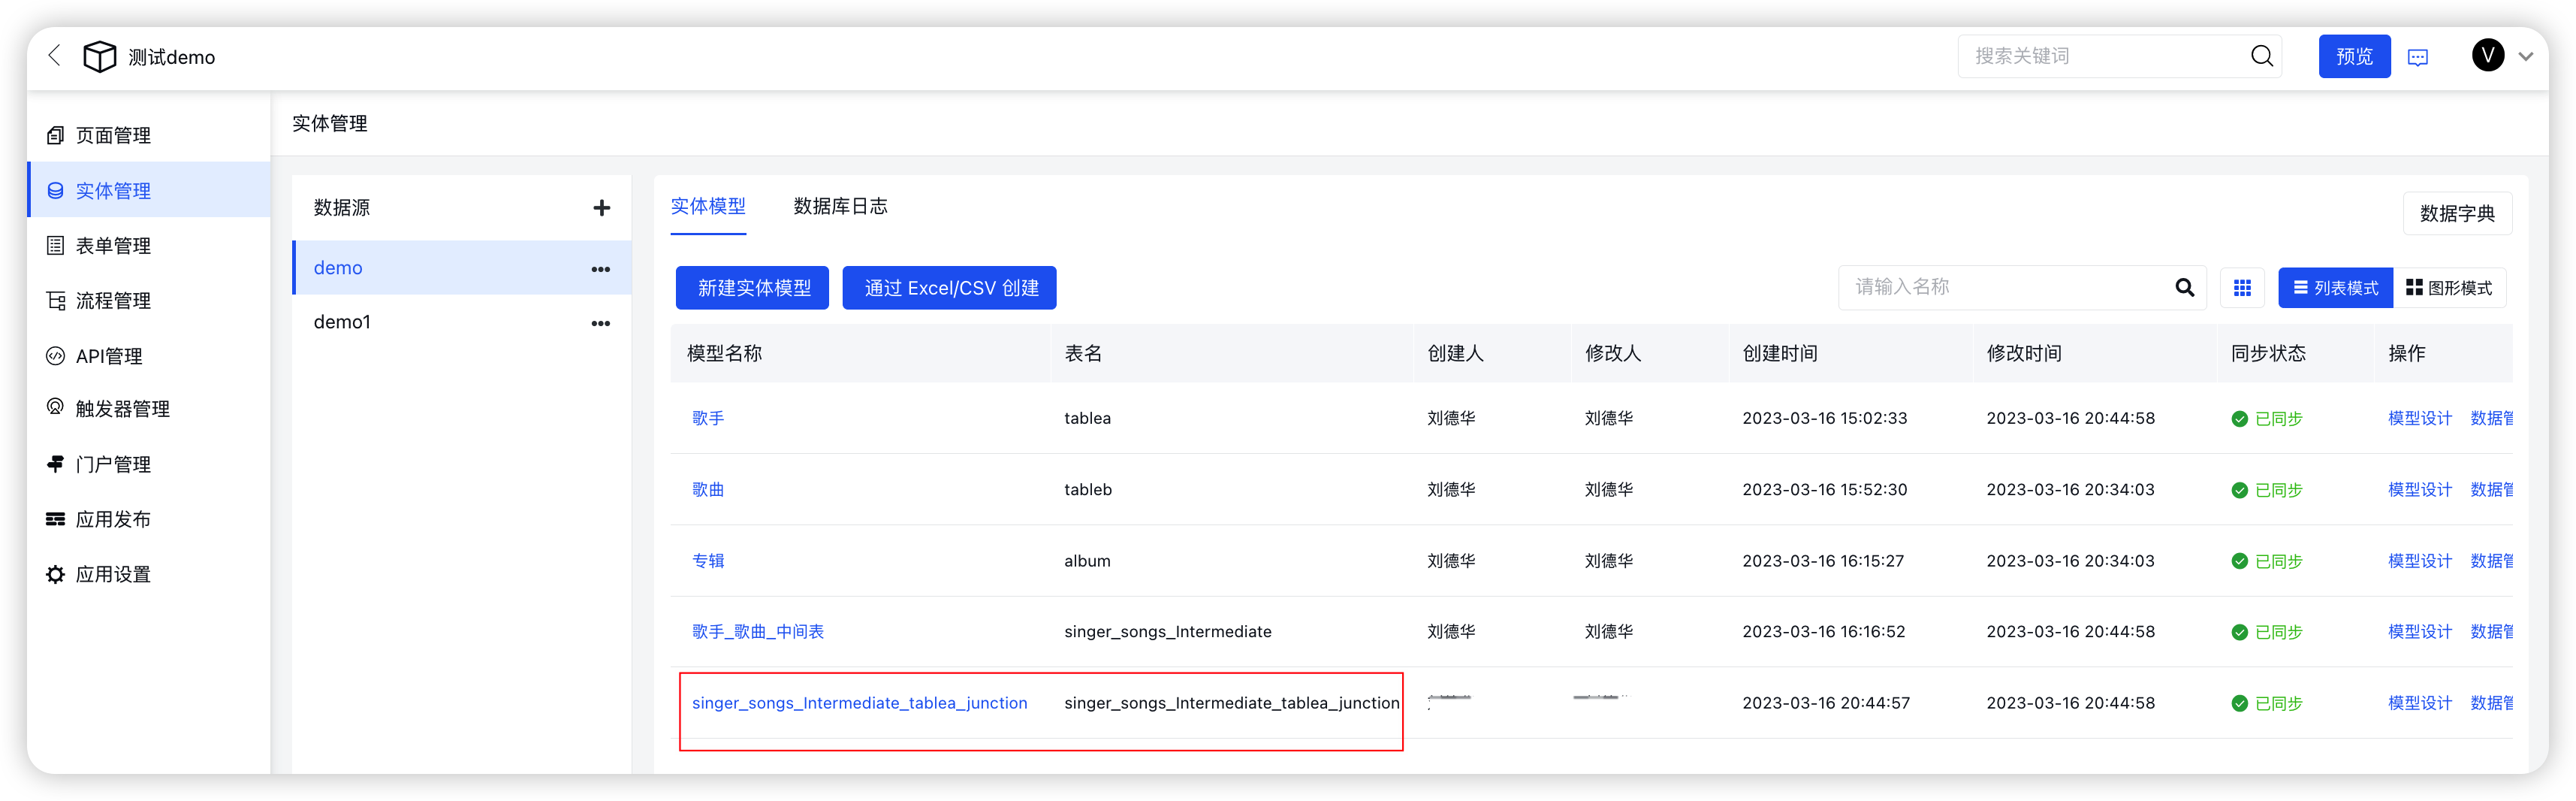 测试demo
搜索关键词
预览
V
页面管理
实体管理
表单管理
流程管理
API管理
触发器管理
门户管理
应用发布
应用设置
实体管理
数据源
demo
demo1
实体模型 数据库日志
数据字典
新建实体模型 通过 Excel/CSV 创建
请输入名称
列表模式 图形模式
模型名称 表名 创建人 修改人 创建时间 修改时间 同步状态 操作
歌手 tablea 刘德华 刘德华 2023-03-16 15:02:33 2023-03-16 20:44:58 已同步 模型设计 数据管
歌曲 tableb 刘德华 刘德华 2023-03-16 15:52:30 2023-03-16 20:34:03 已同步 模型设计 数据管
专辑 album 刘德华 刘德华 2023-03-16 16:15:27 2023-03-16 20:34:03 已同步 模型设计 数据管
歌手_歌曲_中间表 singer_songs_Intermediate 刘德华 刘德华 2023-03-16 16:16:52 2023-03-16 20:44:58 已同步 模型设计 数据管
singer_songs_Intermediate_tablea_junction singer_songs_Intermediate_tablea_junction 2023-03-16 20:44:57 2023-03-16 20:44:58 已同步 模型设计 数据管